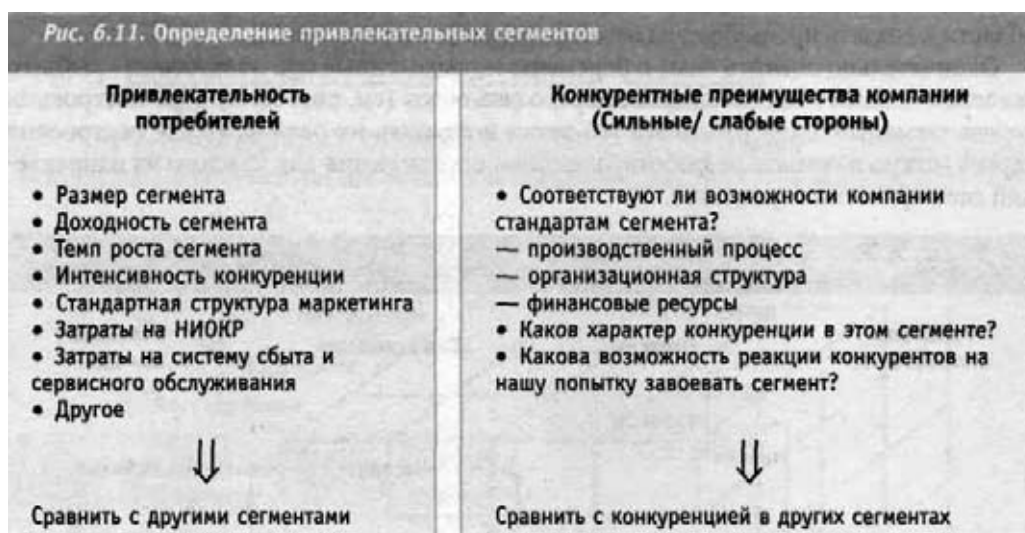 Рис. 6.11. Определение привлекательных сегментов
Привлекательность
потребителей
• Размер сегмента
• Доходность сегмента
• Темп роста сегмента
• Интенсивность конкуренции
• Стандартная структура маркетинга
• Затраты на НИОКР
• Затраты на систему сбыта и
сервисного обслуживания
• Другое
⇓
Сравнить с другими сегментами
Конкурентные преимущества компании
(Сильные/ слабые стороны)
• Соответствуют ли возможности компании
стандартам сегмента?
— производственный процесс
— организационная структура
— финансовые ресурсы
• Каков характер конкуренции в этом сегменте?
• Какова возможность реакции конкурентов на
нашу попытку завоевать сегмент?
⇓
Сравнить с конкуренцией в других сегментах